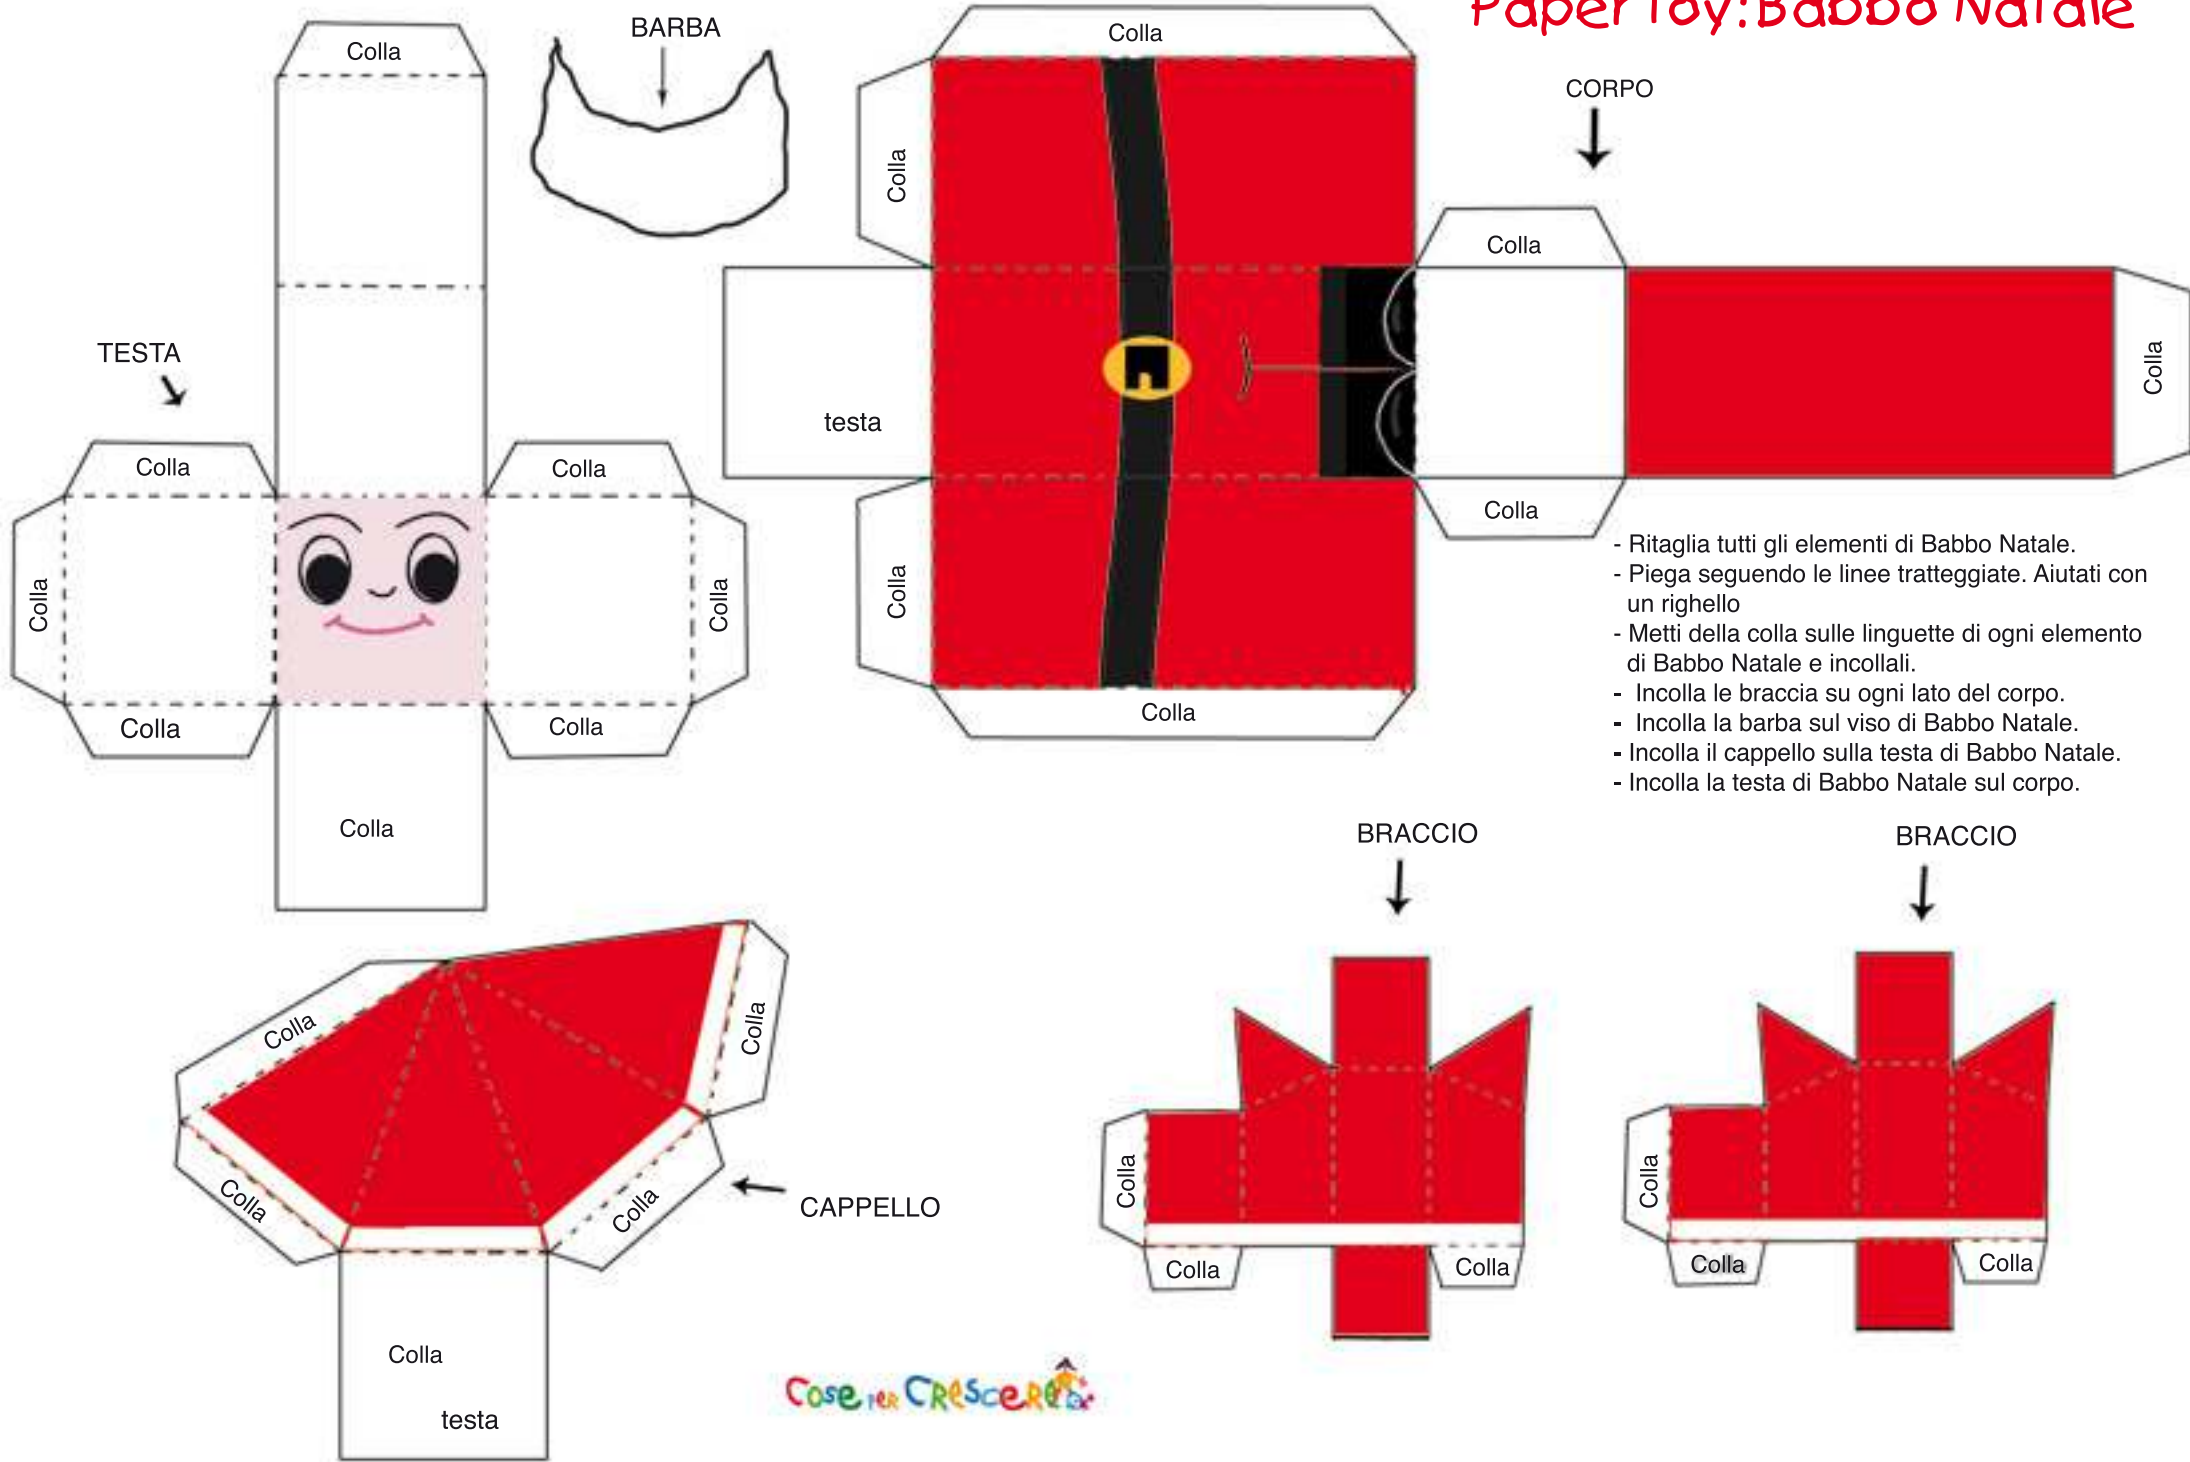 PaperToy: Babbo Natale
BARBA
Colla
Colla
CORPO
Colla
Colla
TESTA
Colla
testa
Colla
Colla
Colla
Colla
Colla
Colla
Colla
Colla
Colla
Colla
Colla
- Ritaglia tutti gli elementi di Babbo Natale.
- Piega seguendo le linee tratteggiate. Aiutati con
un righello
- Metti della colla sulle linguette di ogni elemento
di Babbo Natale e incollali.
- Incolla le braccia su ogni lato del corpo.
- Incolla la barba sul viso di Babbo Natale.
- Incolla il cappello sulla testa di Babbo Natale.
- Incolla la testa di Babbo Natale sul corpo.
BRACCIO
BRACCIO
Colla
Colla
Colla
Colla
CAPPELLO
Colla
testa
Colla
Colla
Colla
Colla
Colla
Colla
COSE PER CRESCERE